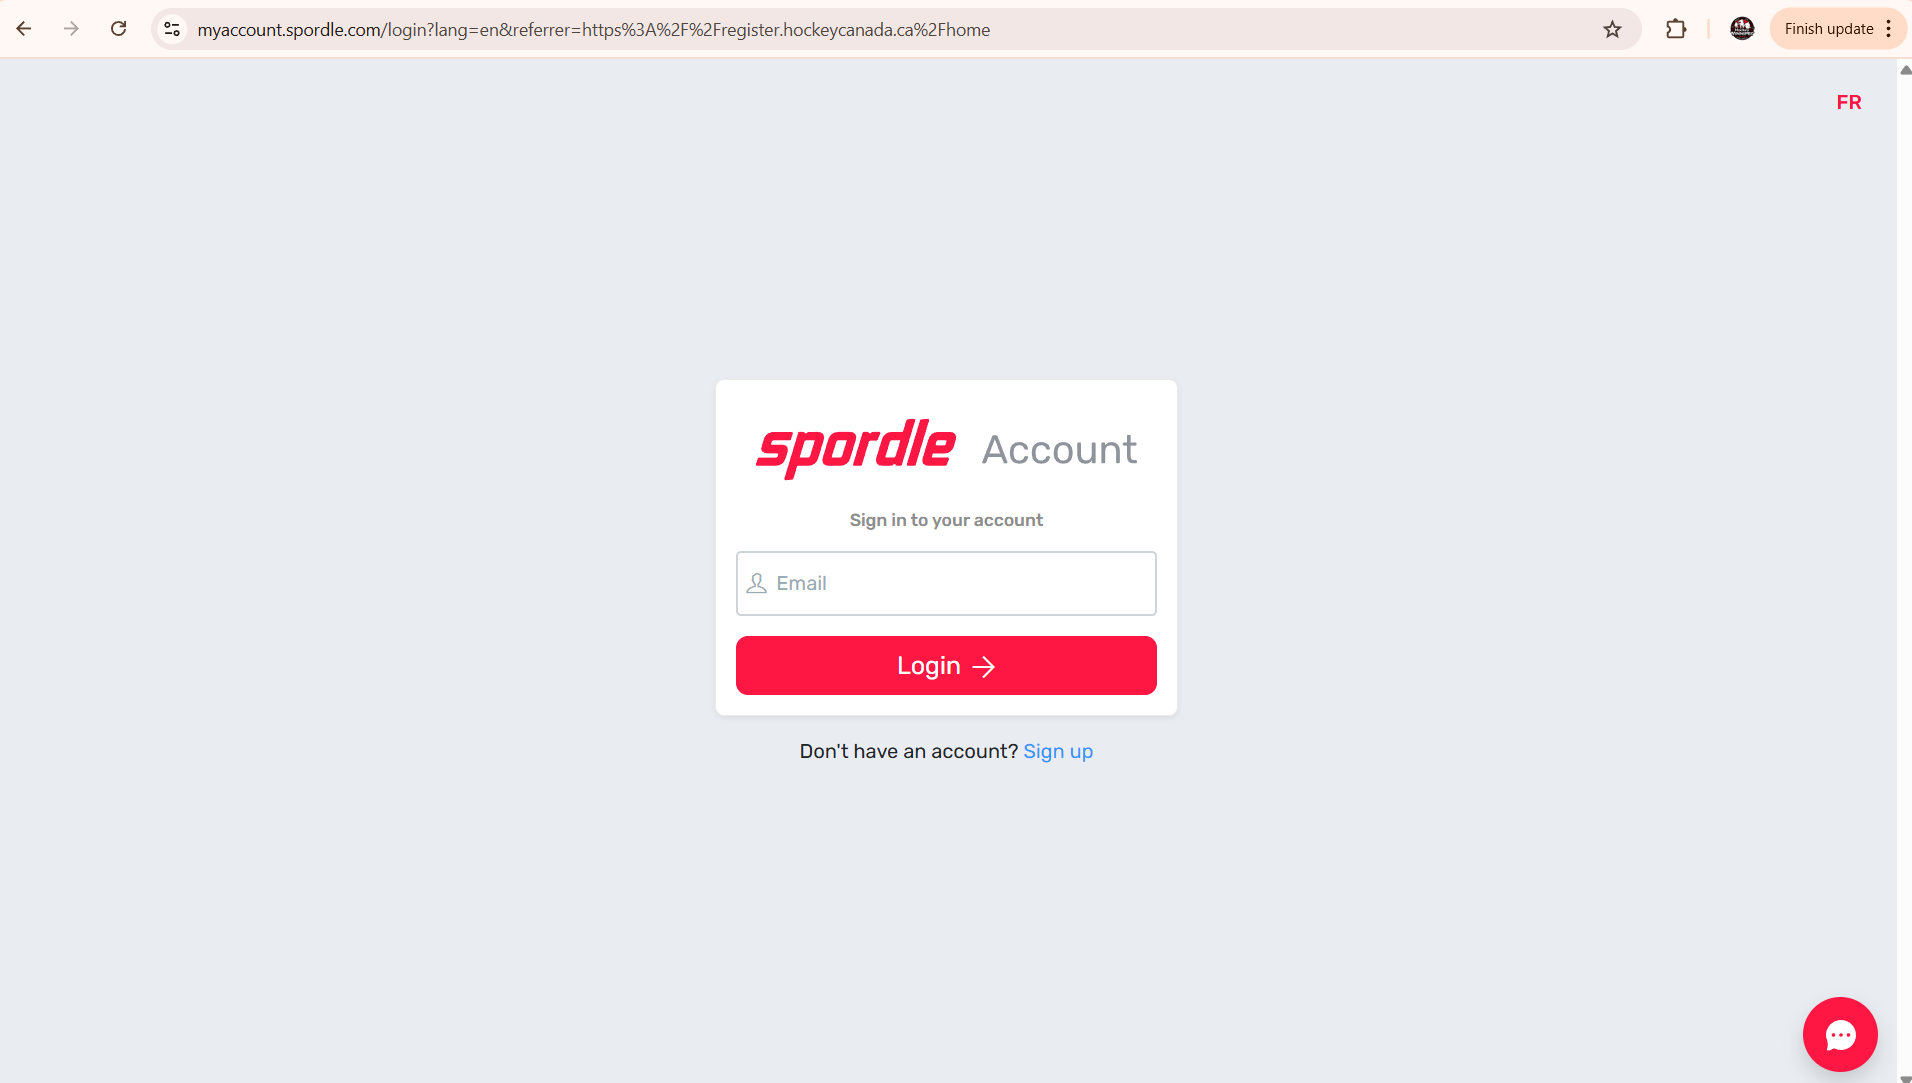 myaccount.spordle.com/login?lang=en&referrer=https%3A%2F%2Fregister.hockeycanada.ca%2Fhome
Finish update
FR
spordle Account
Sign in to your account
Email
Login
Don't have an account? Sign up